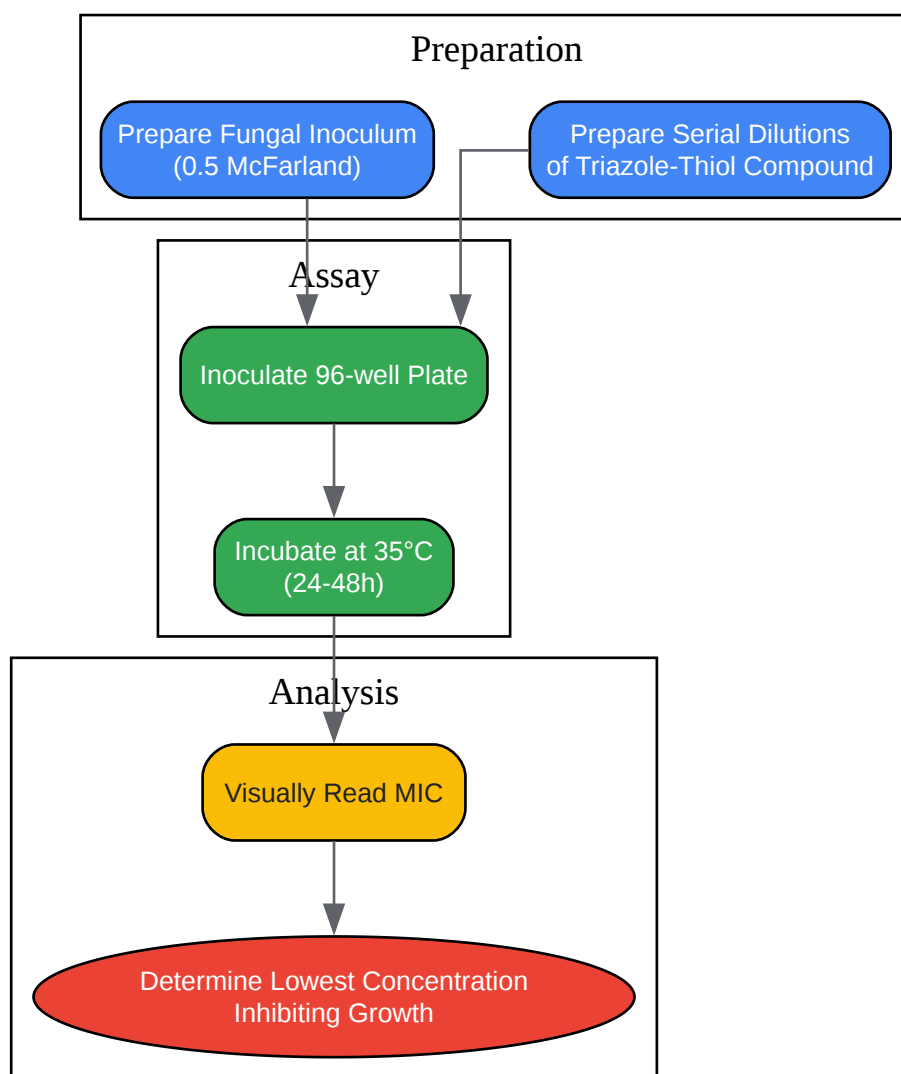 Preparation
Prepare Fungal Inoculum
(0.5 McFarland)
Prepare Serial Dilutions
of Triazole-Thiol Compound
Assay
Inoculate 96-well Plate
Incubate at 35°C
(24-48h)
Analysis
Visually Read MIC
Determine Lowest Concentration
Inhibiting Growth